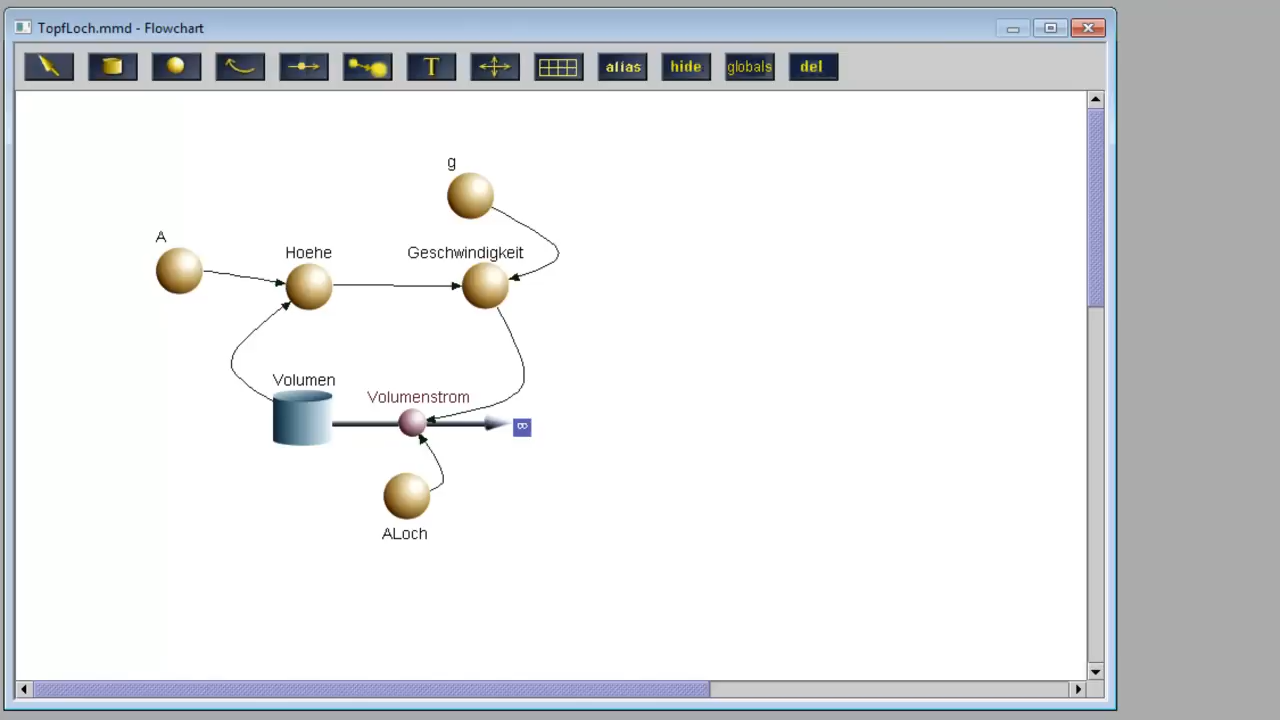 TopfLoch.mmd - Flowchart
T
alias
hide
globals
del
g
A
Hoehe
Geschwindigkeit
Volumen
Volumenstrom
∞
ALoch